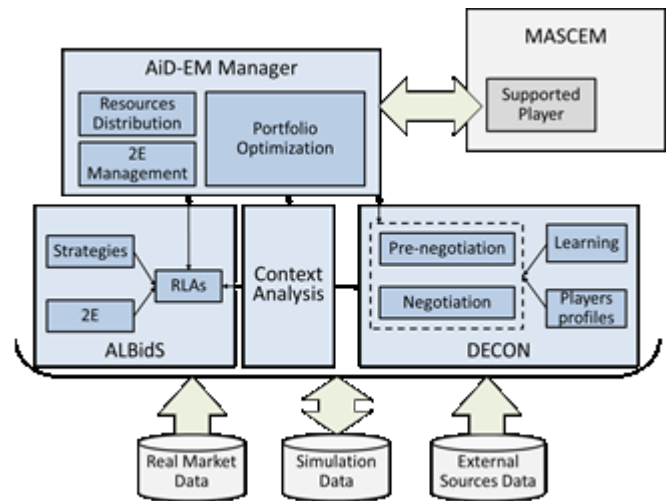 MASCEM
Supported
Player
AiD-EM Manager
Resources
Distribution
2E
Management
Portfolio
Optimization
Strategies
2E
RLAs
ALBidS
Context
Analysis
Pre-negotiation
Negotiation
Learning
Players
profiles
DECON
Real Market
Data
Simulation
Data
External
Sources Data